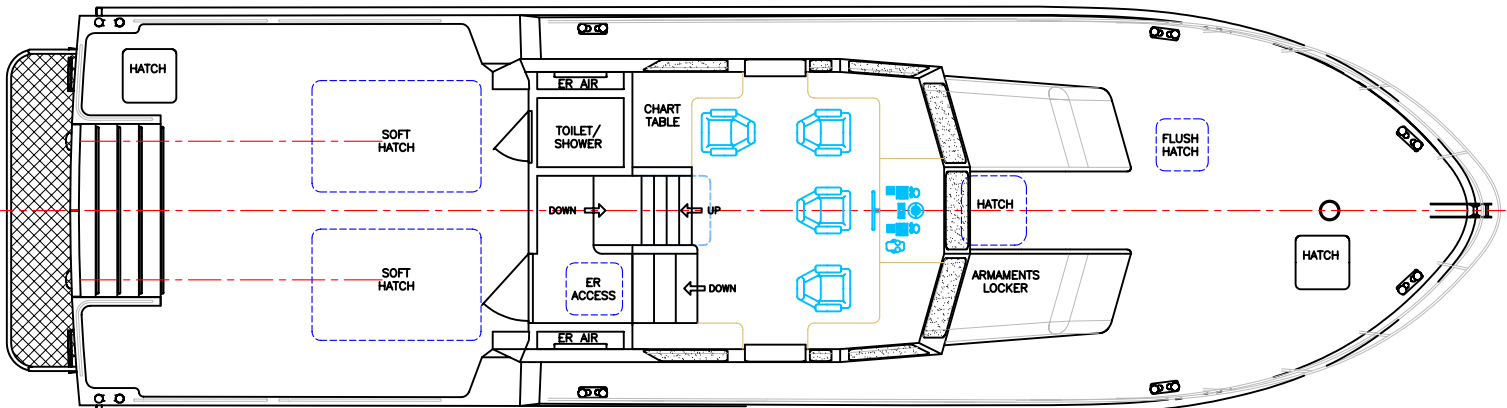 HATCH
SOFT
HATCH
SOFT
HATCH
ER AIR
TOILET/
SHOWER
CHART
TABLE
DOWN
UP
ER
ACCESS
DOWN
ER AIR
HATCH
ARMAMENTS
LOCKER
FLUSH
HATCH
HATCH